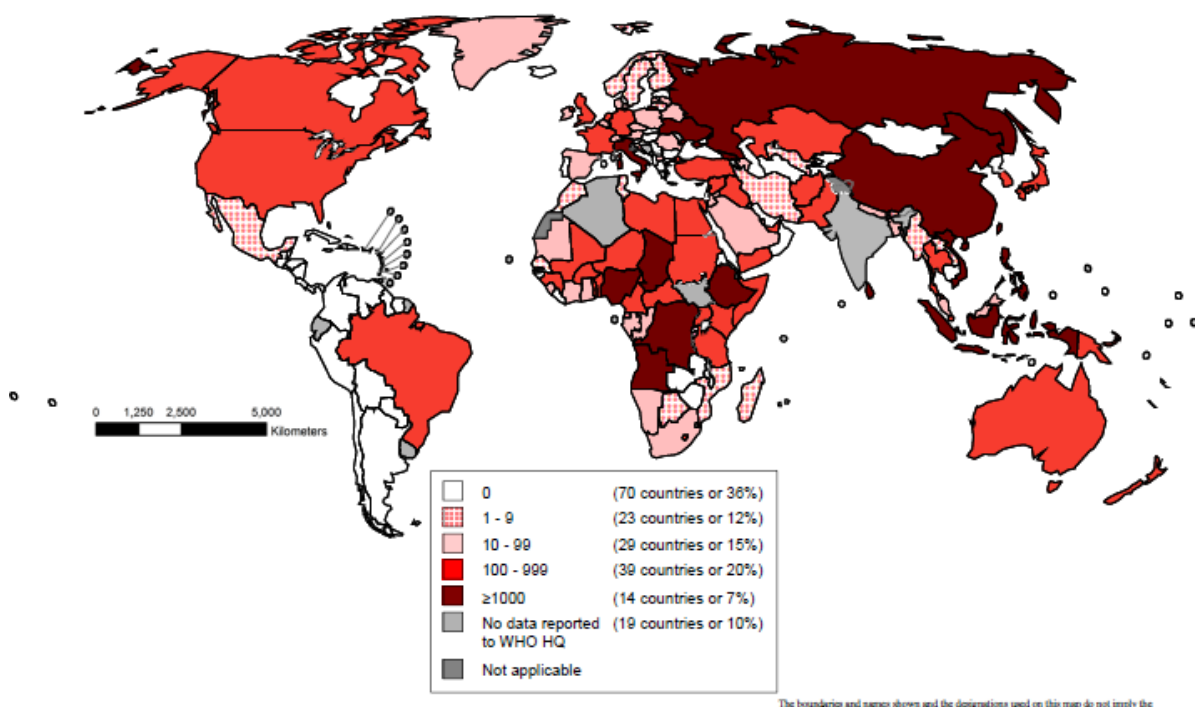 0 1,250 2,500 5,000
Kilometers
0 (70 countries or 36%)
1 - 9 (23 countries or 12%)
10 - 99 (29 countries or 15%)
100 - 999 (39 countries or 20%)
≥1000 (14 countries or 7%)
No data reported (19 countries or 10%)
to WHO HQ
Not applicable
The boundaries and names shown and the designations used on this map do not imply the